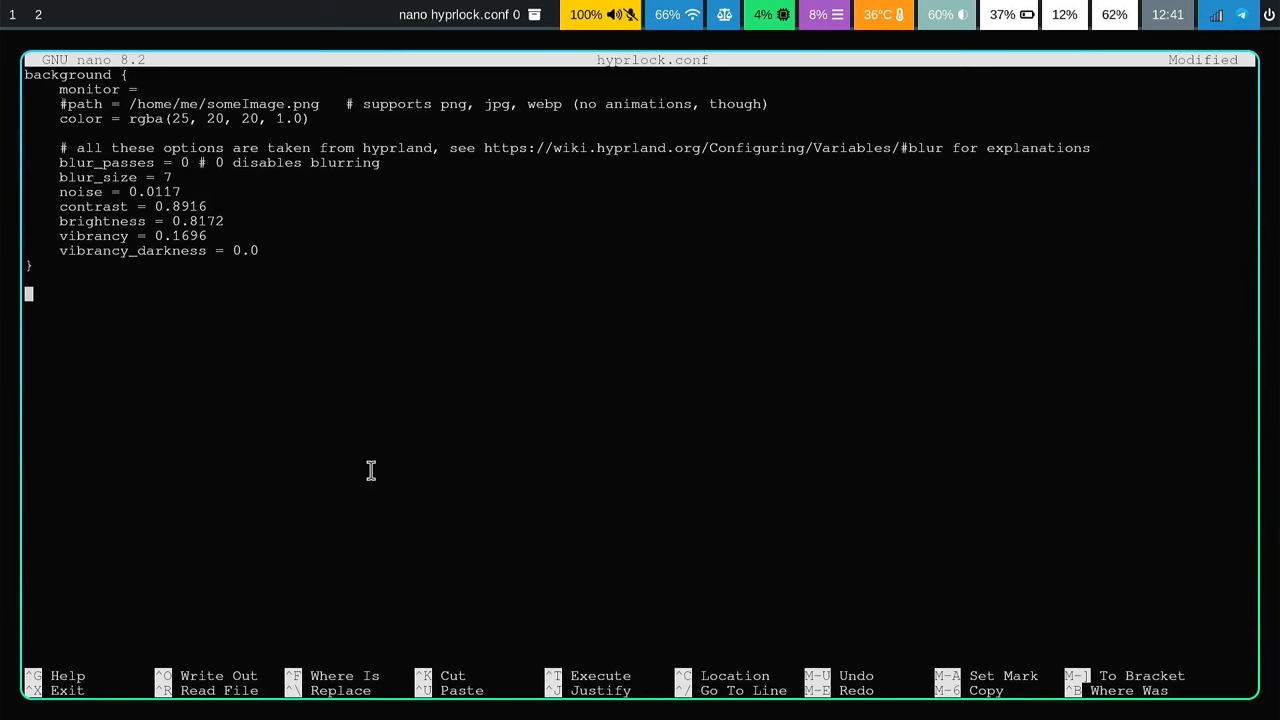 1 2 nano hyprlock.conf 0 100% 66% 4% 8% 36°C 60% 37% 12% 62% 12:41
GNU nano 8.2 hyprlock.conf Modified
background {
monitor =
#path = /home/me/someImage.png # supports png, jpg, webp (no animations, though)
color = rgba(25, 20, 20, 1.0)
# all these options are taken from hyprland, see https://wiki.hyprland.org/Configuring/Variables/#blur for explanations
blur_passes = 0 # 0 disables blurring
blur_size = 7
noise = 0.0117
contrast = 0.8916
brightness = 0.8172
vibrancy = 0.1696
vibrancy_darkness = 0.0
}
^G Help ^O Write Out ^F Where Is ^K Cut ^T Execute ^C Location M-U Undo M-A Set Mark M-] To Bracket
^X Exit ^R Read File ^\ Replace ^U Paste ^J Justify ^/ Go To Line M-E Redo M-6 Copy ^B Where Was